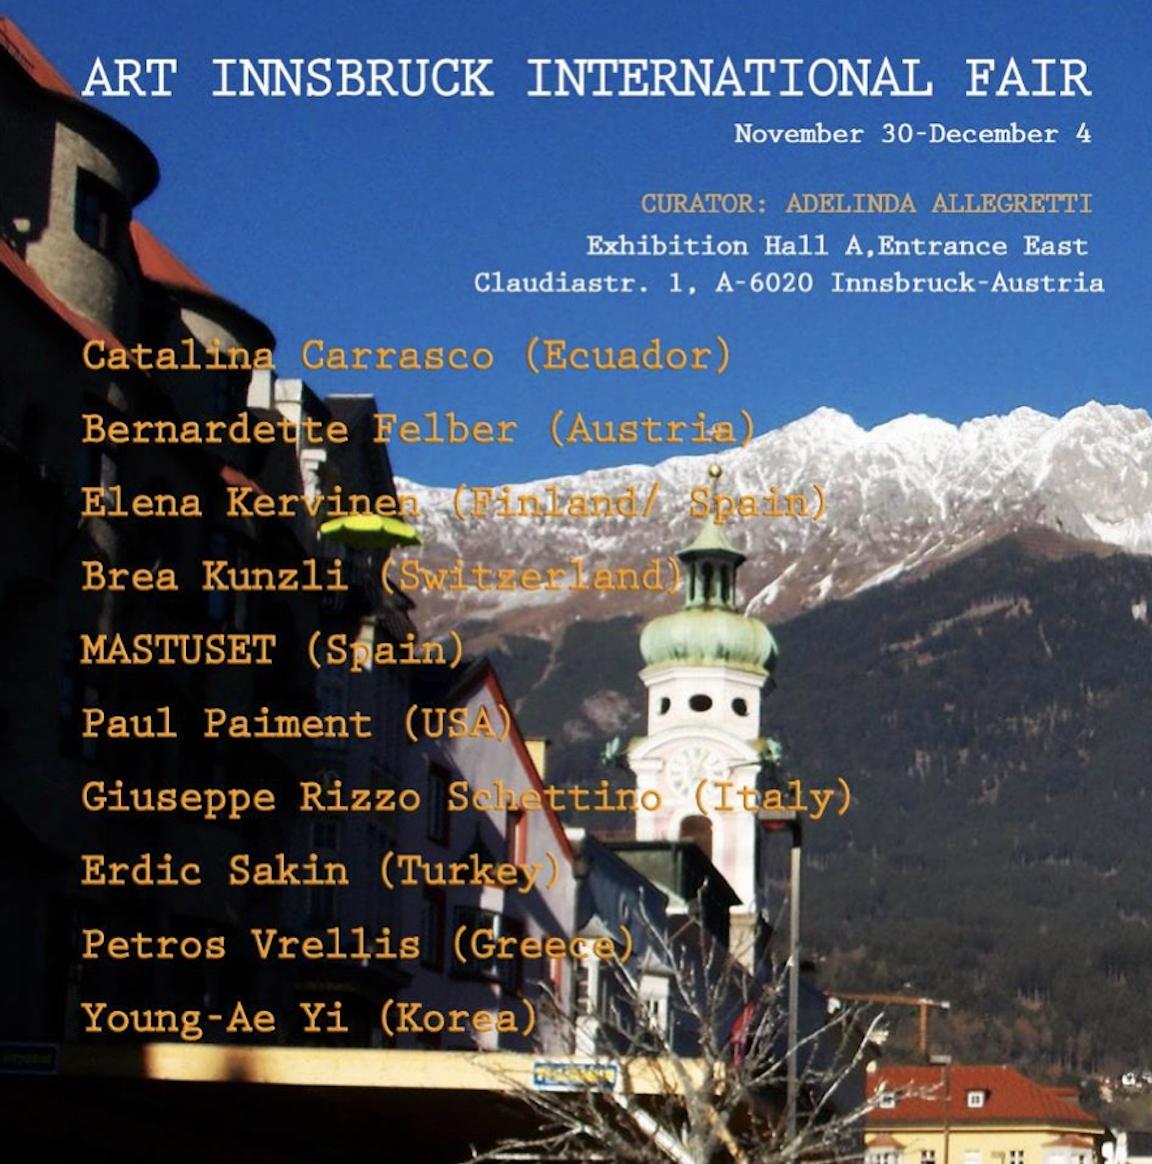 ART INNSBRUCK INTERNATIONAL FAIR
November 30-December 4
CURATOR: ADELINDA ALLEGRETTI
Exhibition Hall A,Entrance East
Claudiastr. 1, A-6020 Innsbruck-Austria
Catalina Carrasco (Ecuador)
Bernardette Felber (Austria)
Elena Kervinen (Finland/ Spain)
Brea Kunzli (Switzerland)
MASTUSET (Spain)
Paul Paiment (USA)
Giuseppe Rizzo Schettino (Italy)
Erdic Sakin (Turkey)
Petros Vrellis (Greece)
Young-Ae Yi (Korea)